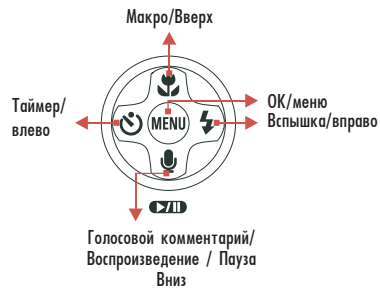 Макро/Вверх
Таймер/
влево
MENU
ОК/меню
Вспышка/вправо
Голосовой комментарий/
Воспроизведение / Пауза
Вниз